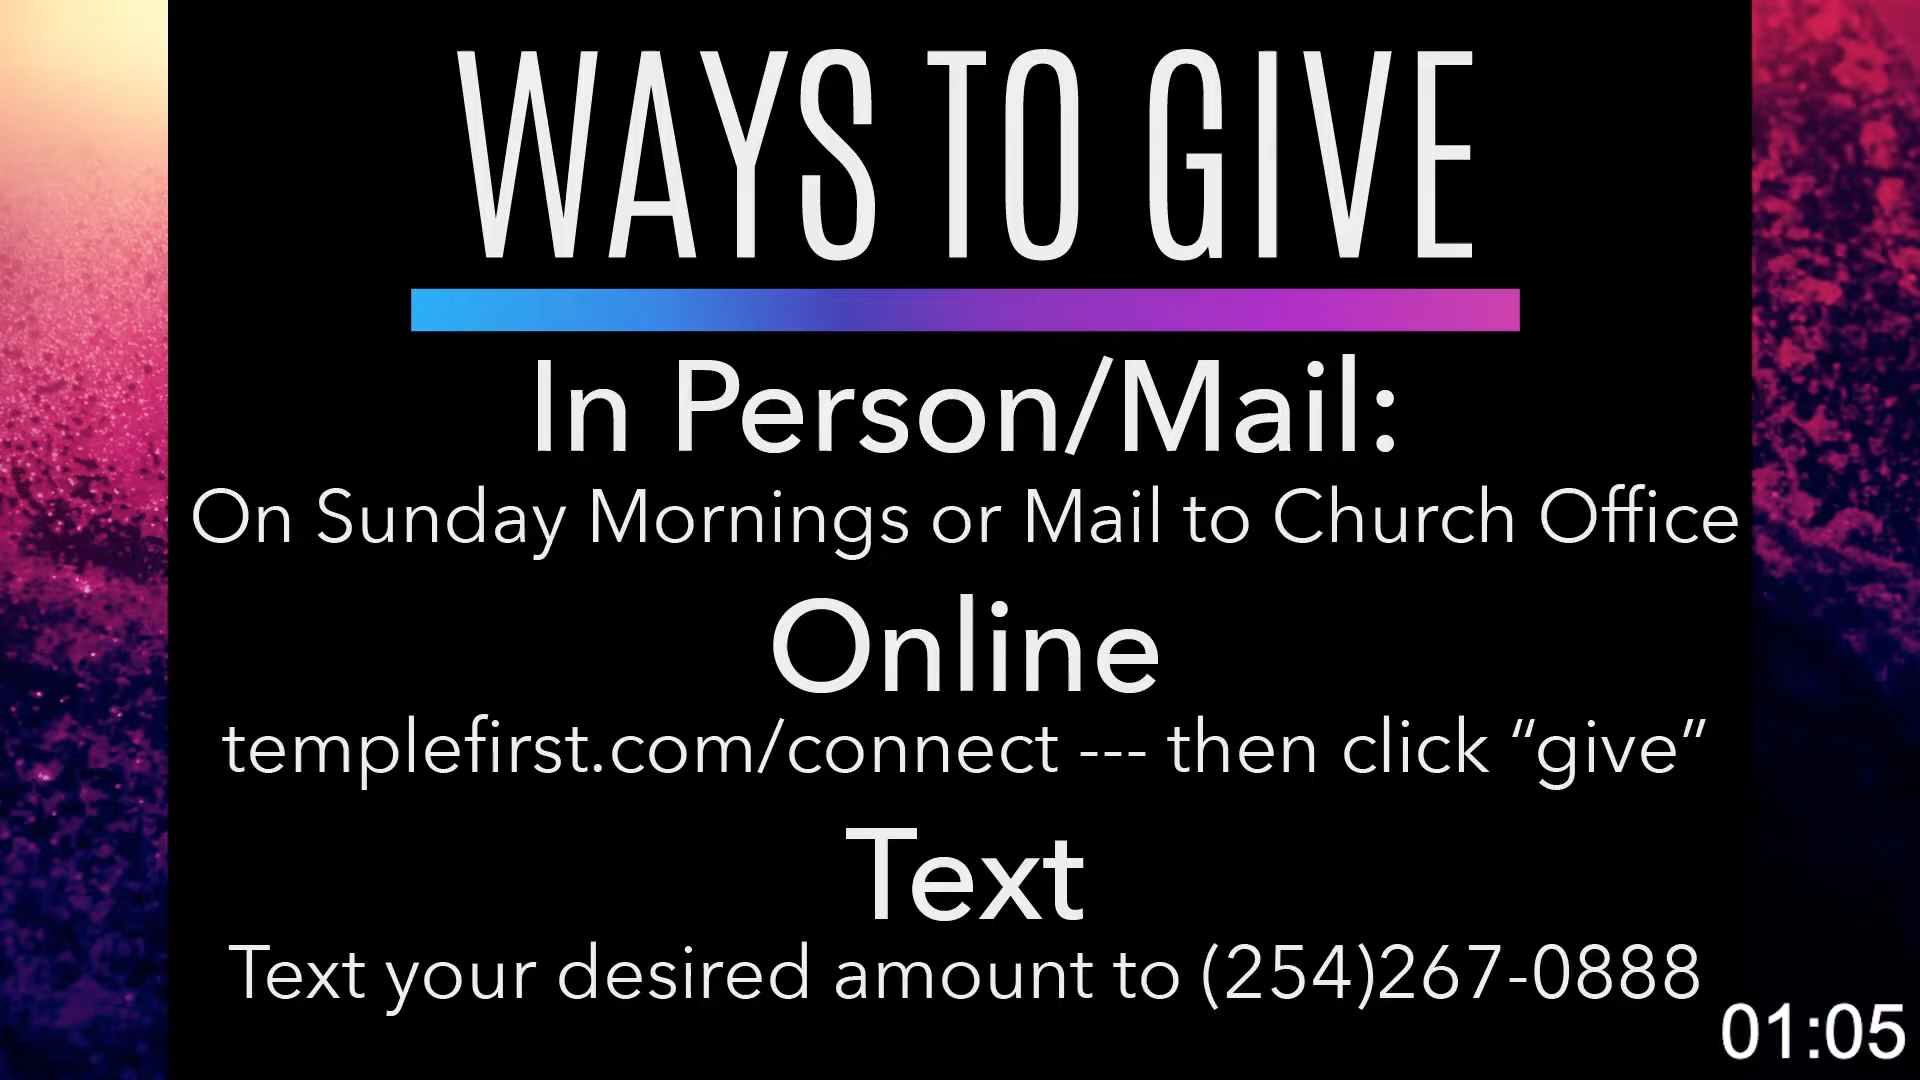 WAYS TO GIVE
In Person/Mail:
On Sunday Mornings or Mail to Church Office
Online
templefirst.com/connect --- then click “give”
Text
Text your desired amount to (254)267-0888
01:05